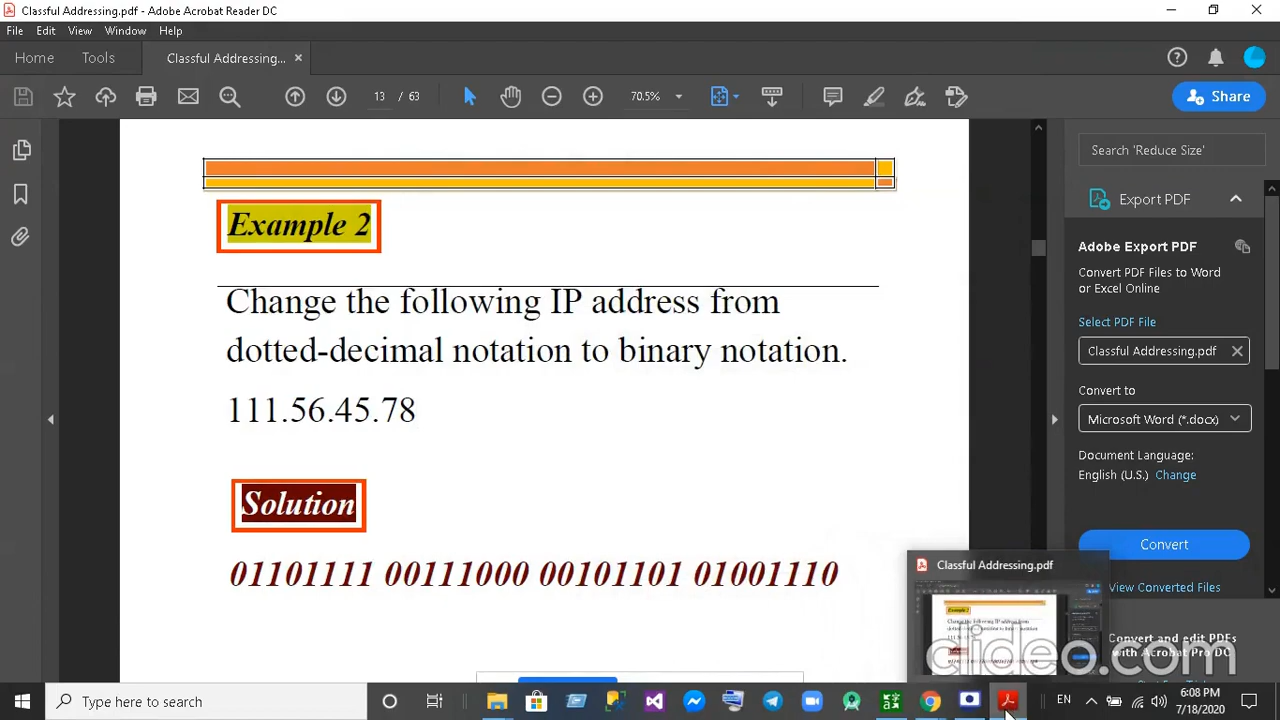 Classful Addressing.pdf - Adobe Acrobat Reader DC
File Edit View Window Help
Home Tools Classful Addressing... ×
13 / 63 70.5% Share
Search 'Reduce Size'
Export PDF
Adobe Export PDF
Convert PDF Files to Word
or Excel Online
Select PDF File
Classful Addressing.pdf
Convert to
Microsoft Word (*.docx)
Document Language:
English (U.S.) Change
Convert
View Converted Files
Convert and edit PDFs
with Acrobat Pro DC
Example 2
Change the following IP address from
dotted-decimal notation to binary notation.
111.56.45.78
Solution
01101111 00111000 00101101 01001110
Classful Addressing.pdf
clideo.com
Type here to search
EN
6:08 PM
7/18/2020